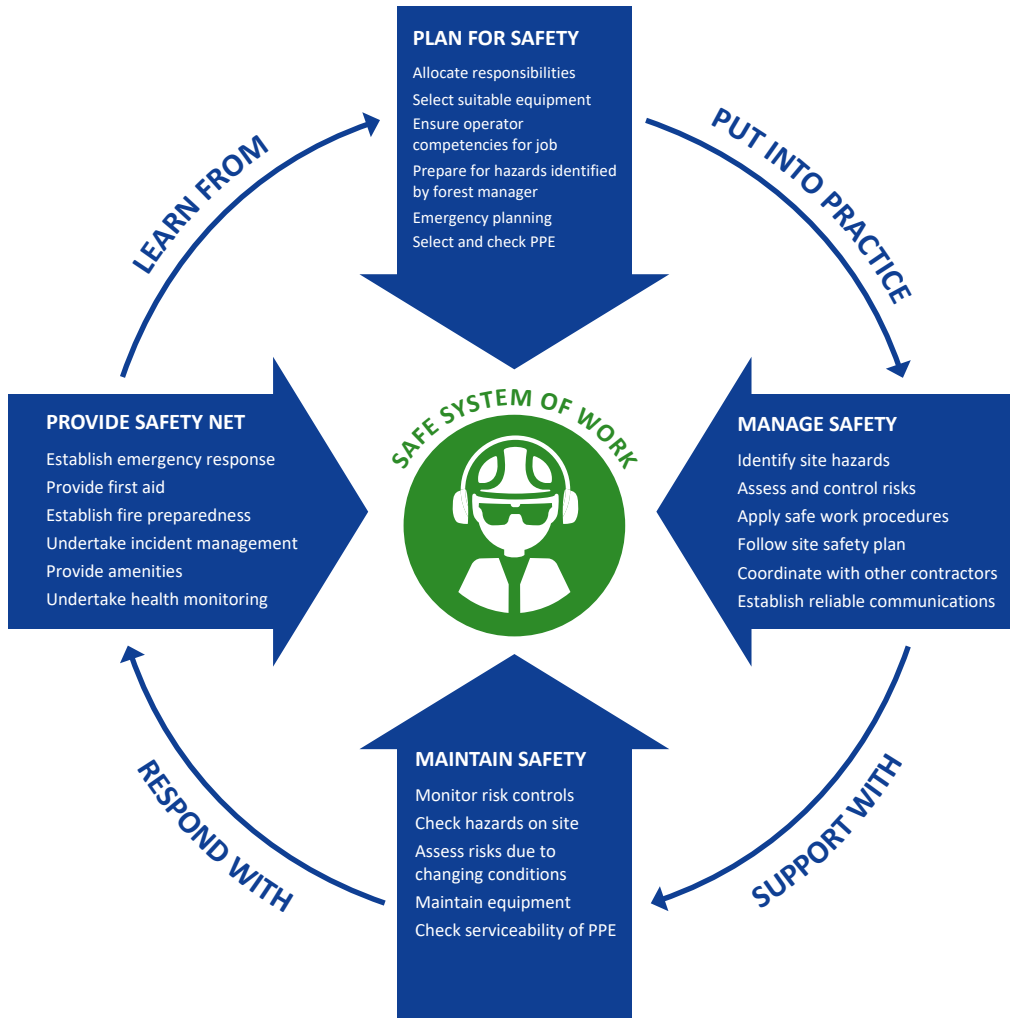 PLAN FOR SAFETY
Allocate responsibilities
Select suitable equipment
Ensure operator
competencies for job
Prepare for hazards identified
by forest manager
Emergency planning
Select and check PPE
PUT INTO PRACTICE
MANAGE SAFETY
Identify site hazards
Assess and control risks
Apply safe work procedures
Follow site safety plan
Coordinate with other contractors
Establish reliable communications
SUPPORT WITH
MAINTAIN SAFETY
Monitor risk controls
Check hazards on site
Assess risks due to
changing conditions
Maintain equipment
Check serviceability of PPE
RESPOND WITH
PROVIDE SAFETY NET
Establish emergency response
Provide first aid
Establish fire preparedness
Undertake incident management
Provide amenities
Undertake health monitoring
LEARN FROM
SAFE SYSTEM OF WORK